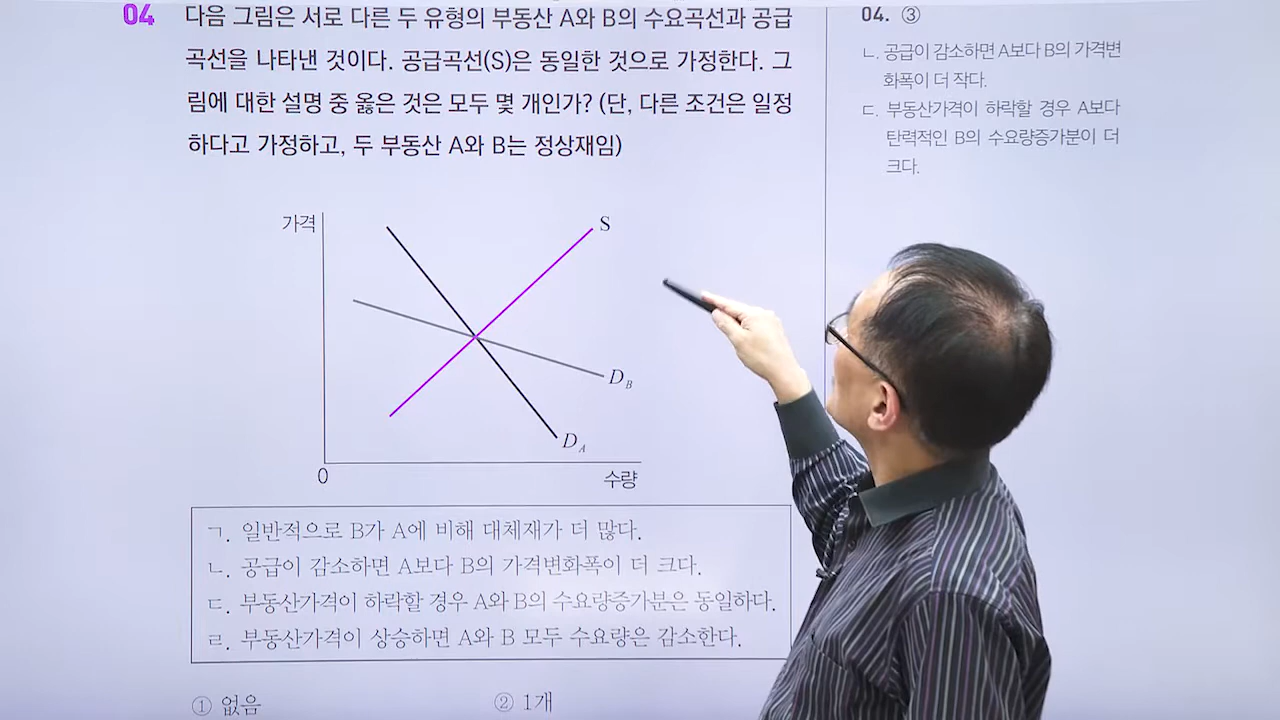 04 다음 그림은 서로 다른 두 유형의 부동산 A와 B의 수요곡선과 공급
곡선을 나타낸 것이다. 공급곡선(S)은 동일한 것으로 가정한다. 그
림에 대한 설명 중 옳은 것은 모두 몇 개인가? (단, 다른 조건은 일정
하다고 가정하고, 두 부동산 A와 B는 정상재임)
가격
S
D_B
D_A
0
수량
ㄱ. 일반적으로 B가 A에 비해 대체재가 더 많다.
ㄴ. 공급이 감소하면 A보다 B의 가격변화폭이 더 크다.
ㄷ. 부동산가격이 하락할 경우 A와 B의 수요량증가분은 동일하다.
ㄹ. 부동산가격이 상승하면 A와 B 모두 수요량은 감소한다.
① 없음
② 1개
04. ③
ㄴ. 공급이 감소하면 A보다 B의 가격변
화폭이 더 작다.
ㄷ. 부동산가격이 하락할 경우 A보다
탄력적인 B의 수요량증가분이 더
크다.